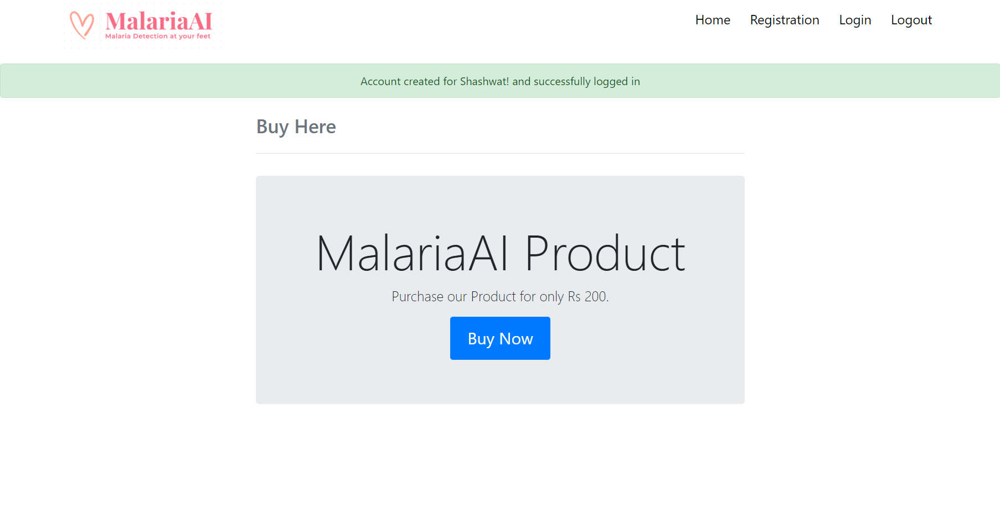 MalariaAI
Malaria Detection at your feet
Home Registration Login Logout
Account created for Shashwat! and successfully logged in
Buy Here
MalariaAI Product
Purchase our Product for only Rs 200.
Buy Now